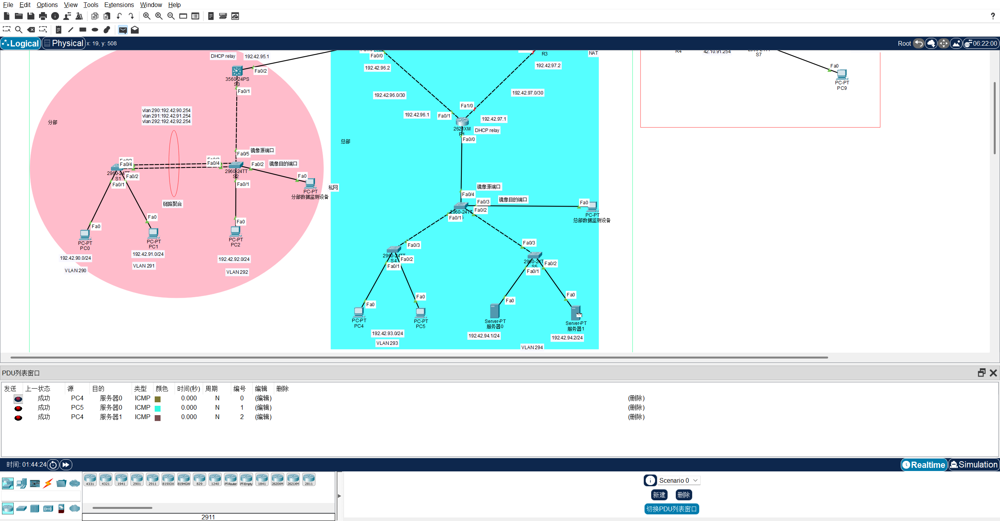 File Edit Options View Tools Extensions Window Help
Logical Physical x: 19, y: 508 Root 06:22:00
NAT
DHCP relay 192.42.95.1
Fa0/0
R3
R4 42.10.91.254
S7
192.42.96.2
192.42.97.2
Fa0
Fa0/2
3560-24PS
S3
PC-PT
PC9
Fa0/1
192.42.96.0/30
192.42.97.0/30
Fa1/0
vlan 290:192.42.90.254
vlan 291:192.42.91.254
vlan 292:192.42.92.254
192.42.96.1
Fa0/1
192.42.97.1
分部
2621XM
R1
DHCP relay
Fa0/0
总部
镜像源端口
Fa0/5
Fa0/4
Fa0/4
Fa0/2
镜像目的端口
2960-24TT
S1
Fa0/2
Fa0/1
2960-24TT
S2
Fa0/1
Fa0
PC-PT
分部数据监测设备
私网
镜像源端口
Fa0/4
链路聚合
Fa0/3
镜像目的端口
Fa0
2960-24TT
Fa0/2
Fa0/1
PC-PT
总部数据监测设备
Fa0
Fa0
Fa0
PC-PT
PC0
PC-PT
PC1
PC-PT
PC2
Fa0/3
Fa0/3
192.42.90.0/24
192.42.91.0/24
192.42.92.0/24
VLAN 290
VLAN 291
VLAN 292
2960-24TT
S4
Fa0/2
Fa0/1
2960-24TT
S5
Fa0/2
Fa0/1
Fa0
Fa0
Fa0
Fa0
PC-PT
PC4
PC-PT
PC5
Server-PT
服务器0
Server-PT
服务器1
192.42.93.0/24
192.42.94.1/24
192.42.94.2/24
VLAN 293
VLAN 294
PDU列表窗口
发送 上一状态 源 目的 类型 颜色 时间(秒) 周期 编号 编辑 删除
成功 PC4 服务器0 ICMP 0.000 N 0 (编辑) (删除)
成功 PC5 服务器0 ICMP 0.000 N 1 (编辑) (删除)
成功 PC4 服务器1 ICMP 0.000 N 2 (编辑) (删除)
时间: 01:44:24 Realtime Simulation
4331 4321 1941 2901 2911 819IOX 819HGW 829 1240 PT-Router PT-Empty 1841 2620XM 2621XM 2811
Scenario 0
新建 删除
切换PDU列表窗口
2911